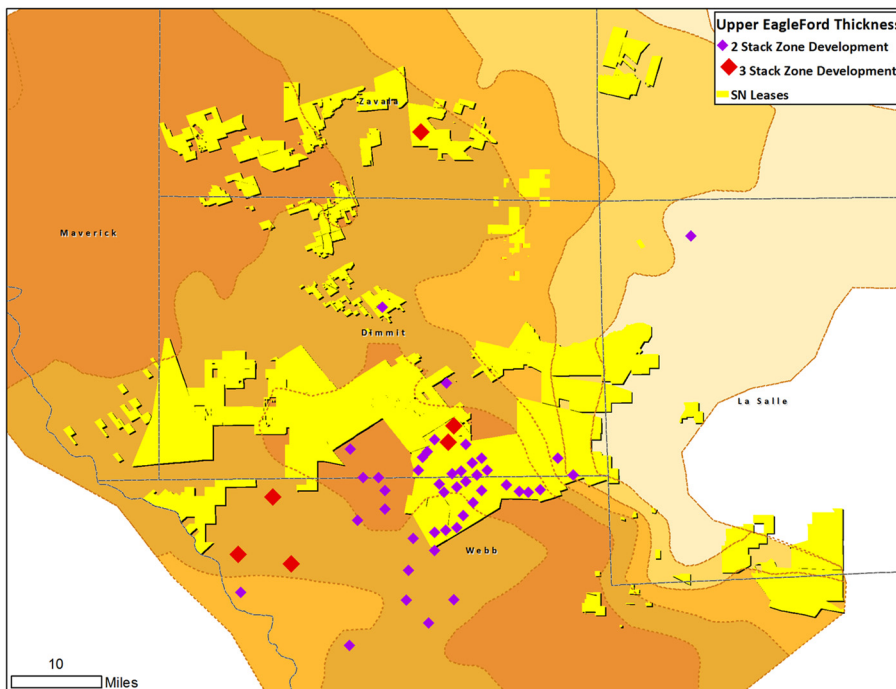 Upper EagleFord Thickness
2 Stack Zone Development
3 Stack Zone Development
SN Leases
Zavala
Maverick
Dimmit
La Salle
Webb
10
Miles